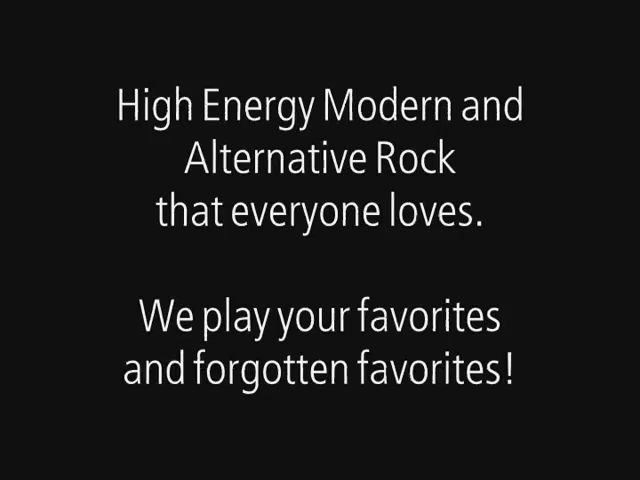 High Energy Modern and
Alternative Rock
that everyone loves.
We play your favorites
and forgotten favorites!